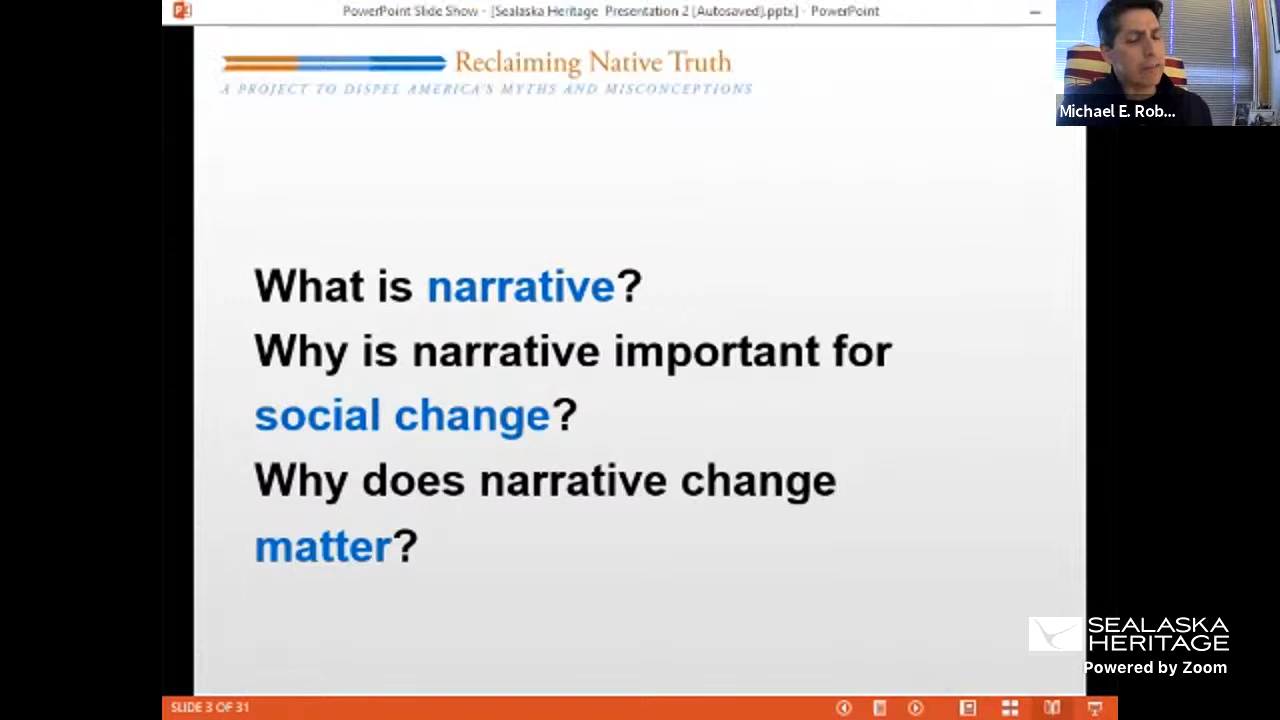 PowerPoint Slide Show - [Sealaska Heritage Presentation 2 [Autosaved].pptx] - PowerPoint
Reclaiming Native Truth
A PROJECT TO DISPEL AMERICA'S MYTHS AND MISCONCEPTIONS
Michael E. Rob...
What is narrative?
Why is narrative important for
social change?
Why does narrative change
matter?
SEALASKA
HERITAGE
Powered by Zoom
SLIDE 3 OF 31